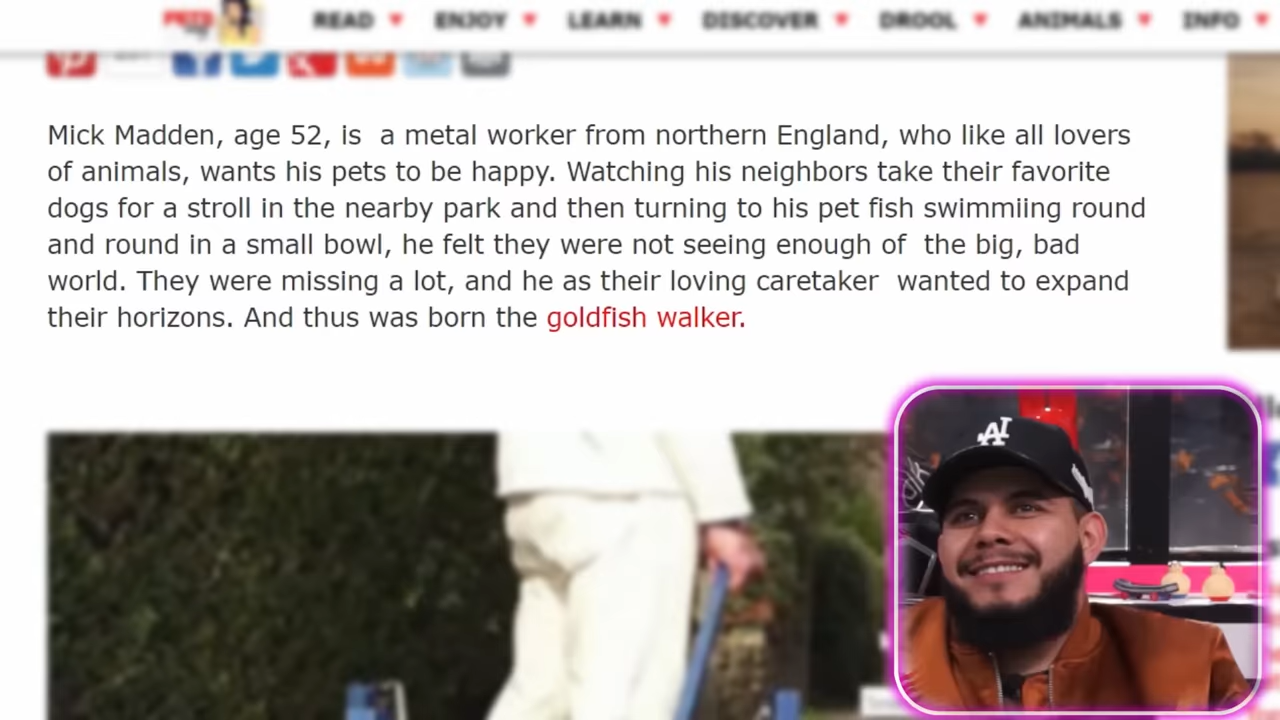 READ ENJOY LEARN DISCOVER DROOL ANIMALS INFO
Mick Madden, age 52, is  a metal worker from northern England, who like all lovers
of animals, wants his pets to be happy. Watching his neighbors take their favorite
dogs for a stroll in the nearby park and then turning to his pet fish swimmiing round
and round in a small bowl, he felt they were not seeing enough of  the big, bad
world. They were missing a lot, and he as their loving caretaker  wanted to expand
their horizons. And thus was born the goldfish walker.